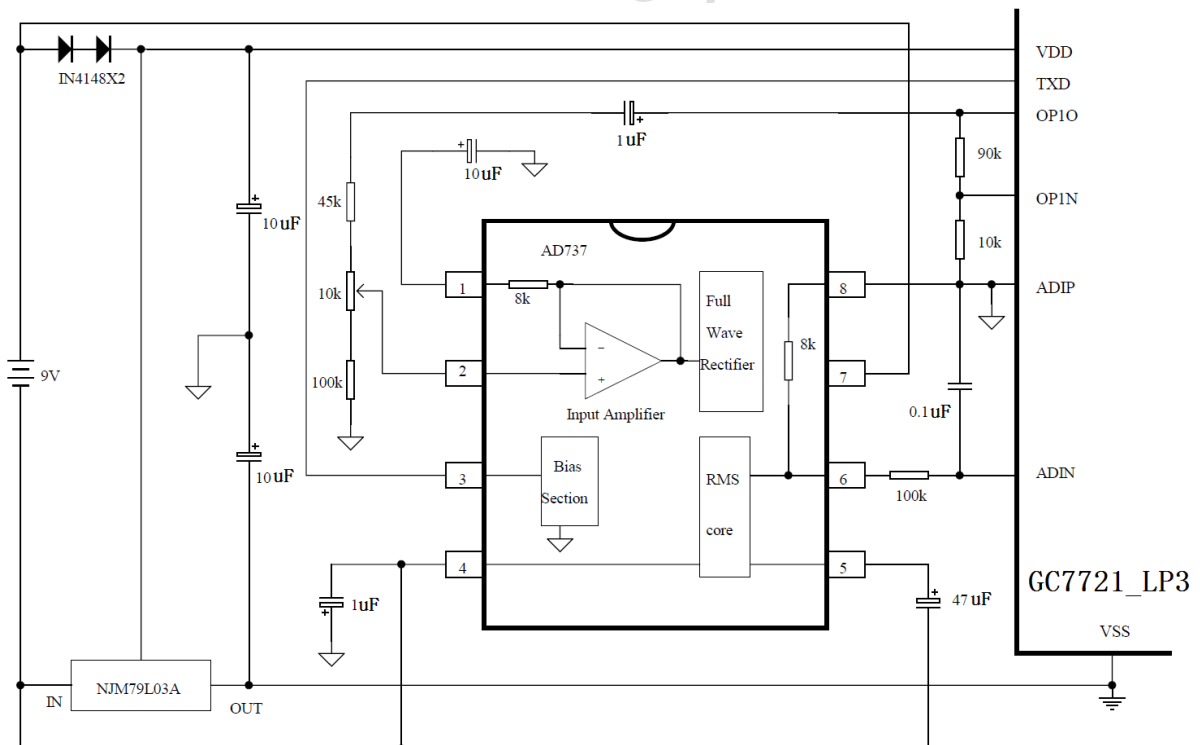 VDD
IN4148X2
TXD
OP1O
1uF
90k
10uF
OP1N
45k
10uF
10k
AD737
10k
1
8k
Full
Wave
Rectifier
8
ADIP
8k
9V
100k
2
−
+
Input Amplifier
7
0.1uF
10uF
3
Bias
Section
RMS
core
6
100k
ADIN
4
5
1uF
47uF
GC7721_LP3
VSS
NJM79L03A
IN
OUT